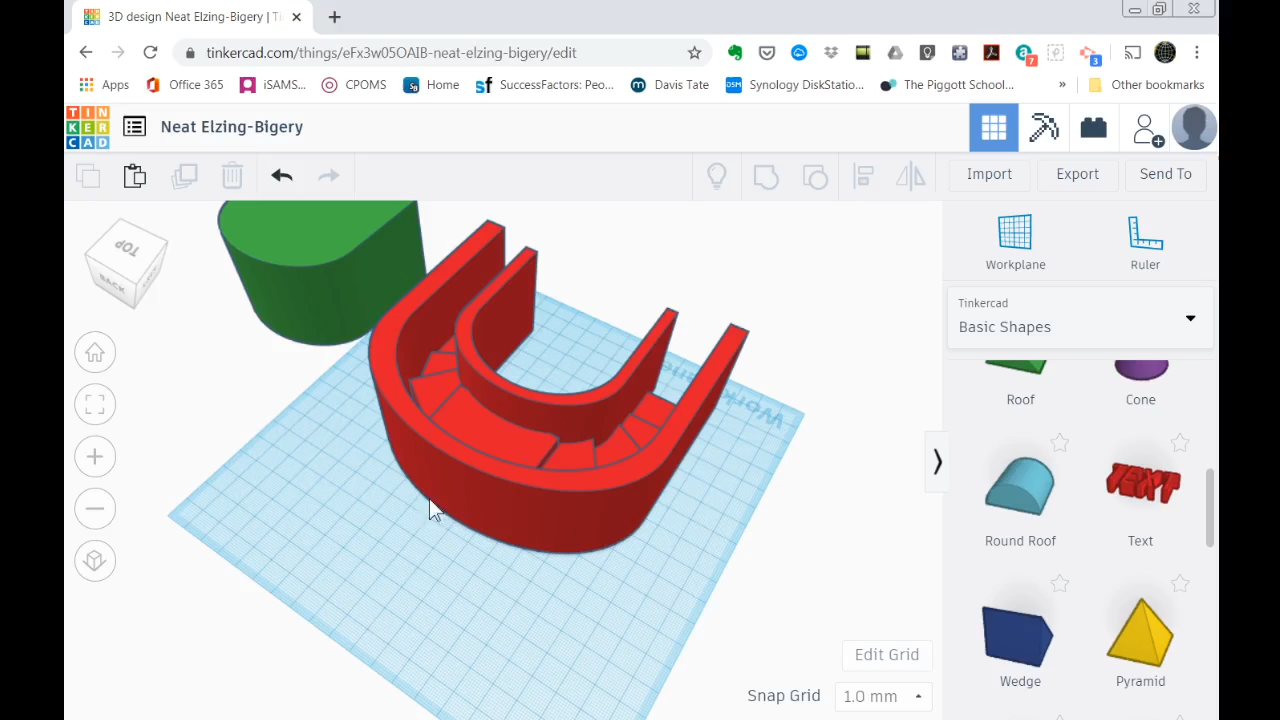 3D design Neat Elzing-Bigery | Ti
tinkercad.com/things/eFx3w05OAIB-neat-elzing-bigery/edit
7
3
Apps
Office 365
iSAMS...
CPOMS
Home
SuccessFactors: Peo...
Davis Tate
DSM
Synology DiskStatio...
The Piggott School...
»
Other bookmarks
TIN
KER
CAD
Neat Elzing-Bigery
Import
Export
Send To
TOP
BACK
Workplane
Workplane
Ruler
Tinkercad
Basic Shapes
Roof
Cone
TEXT
Round Roof
Text
Wedge
Pyramid
Edit Grid
Snap Grid
1.0 mm